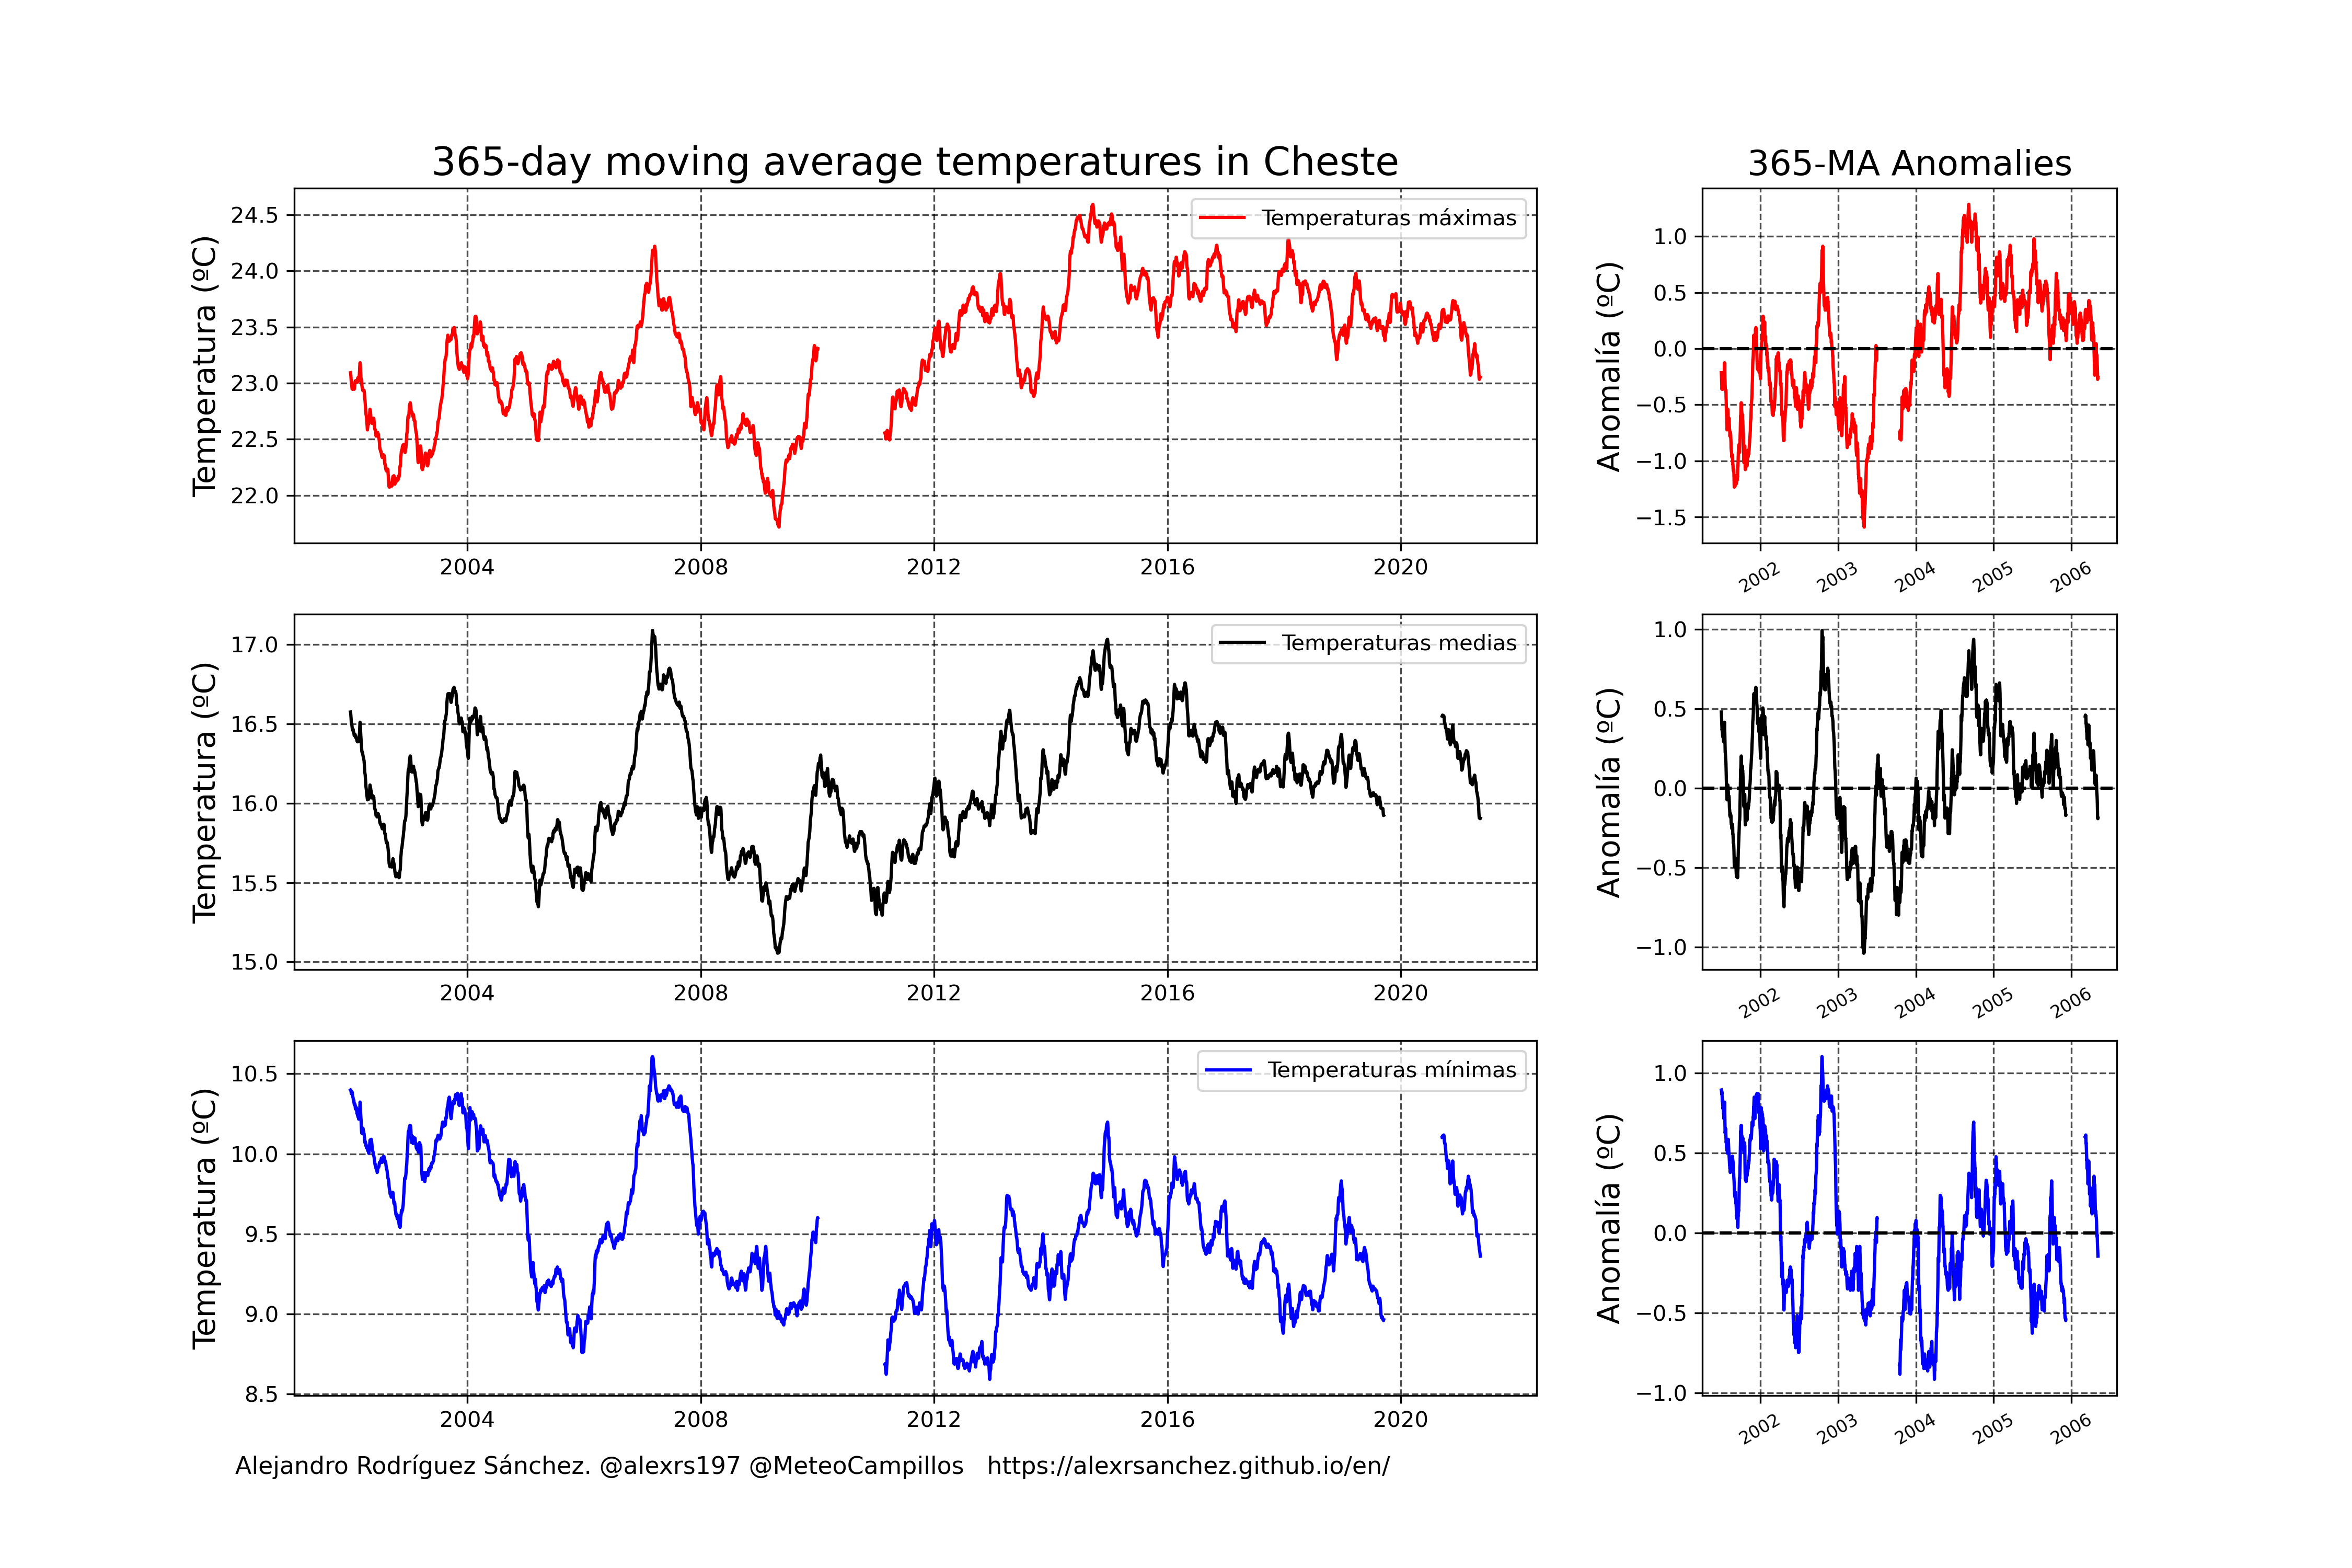 365-day moving average temperatures in Cheste
365-MA Anomalies
Temperatura (ºC)
24.5
24.0
23.5
23.0
22.5
22.0
Temperaturas máximas
2004 2008 2012 2016 2020
Anomalía (ºC)
1.0
0.5
0.0
−0.5
−1.0
−1.5
2002 2003 2004 2005 2006
Temperatura (ºC)
17.0
16.5
16.0
15.5
15.0
Temperaturas medias
2004 2008 2012 2016 2020
Anomalía (ºC)
1.0
0.5
0.0
−0.5
−1.0
2002 2003 2004 2005 2006
Temperatura (ºC)
10.5
10.0
9.5
9.0
8.5
Temperaturas mínimas
2004 2008 2012 2016 2020
Anomalía (ºC)
1.0
0.5
0.0
−0.5
−1.0
2002 2003 2004 2005 2006
Alejandro Rodríguez Sánchez. @alexrs197 @MeteoCampillos https://alexrsanchez.github.io/en/